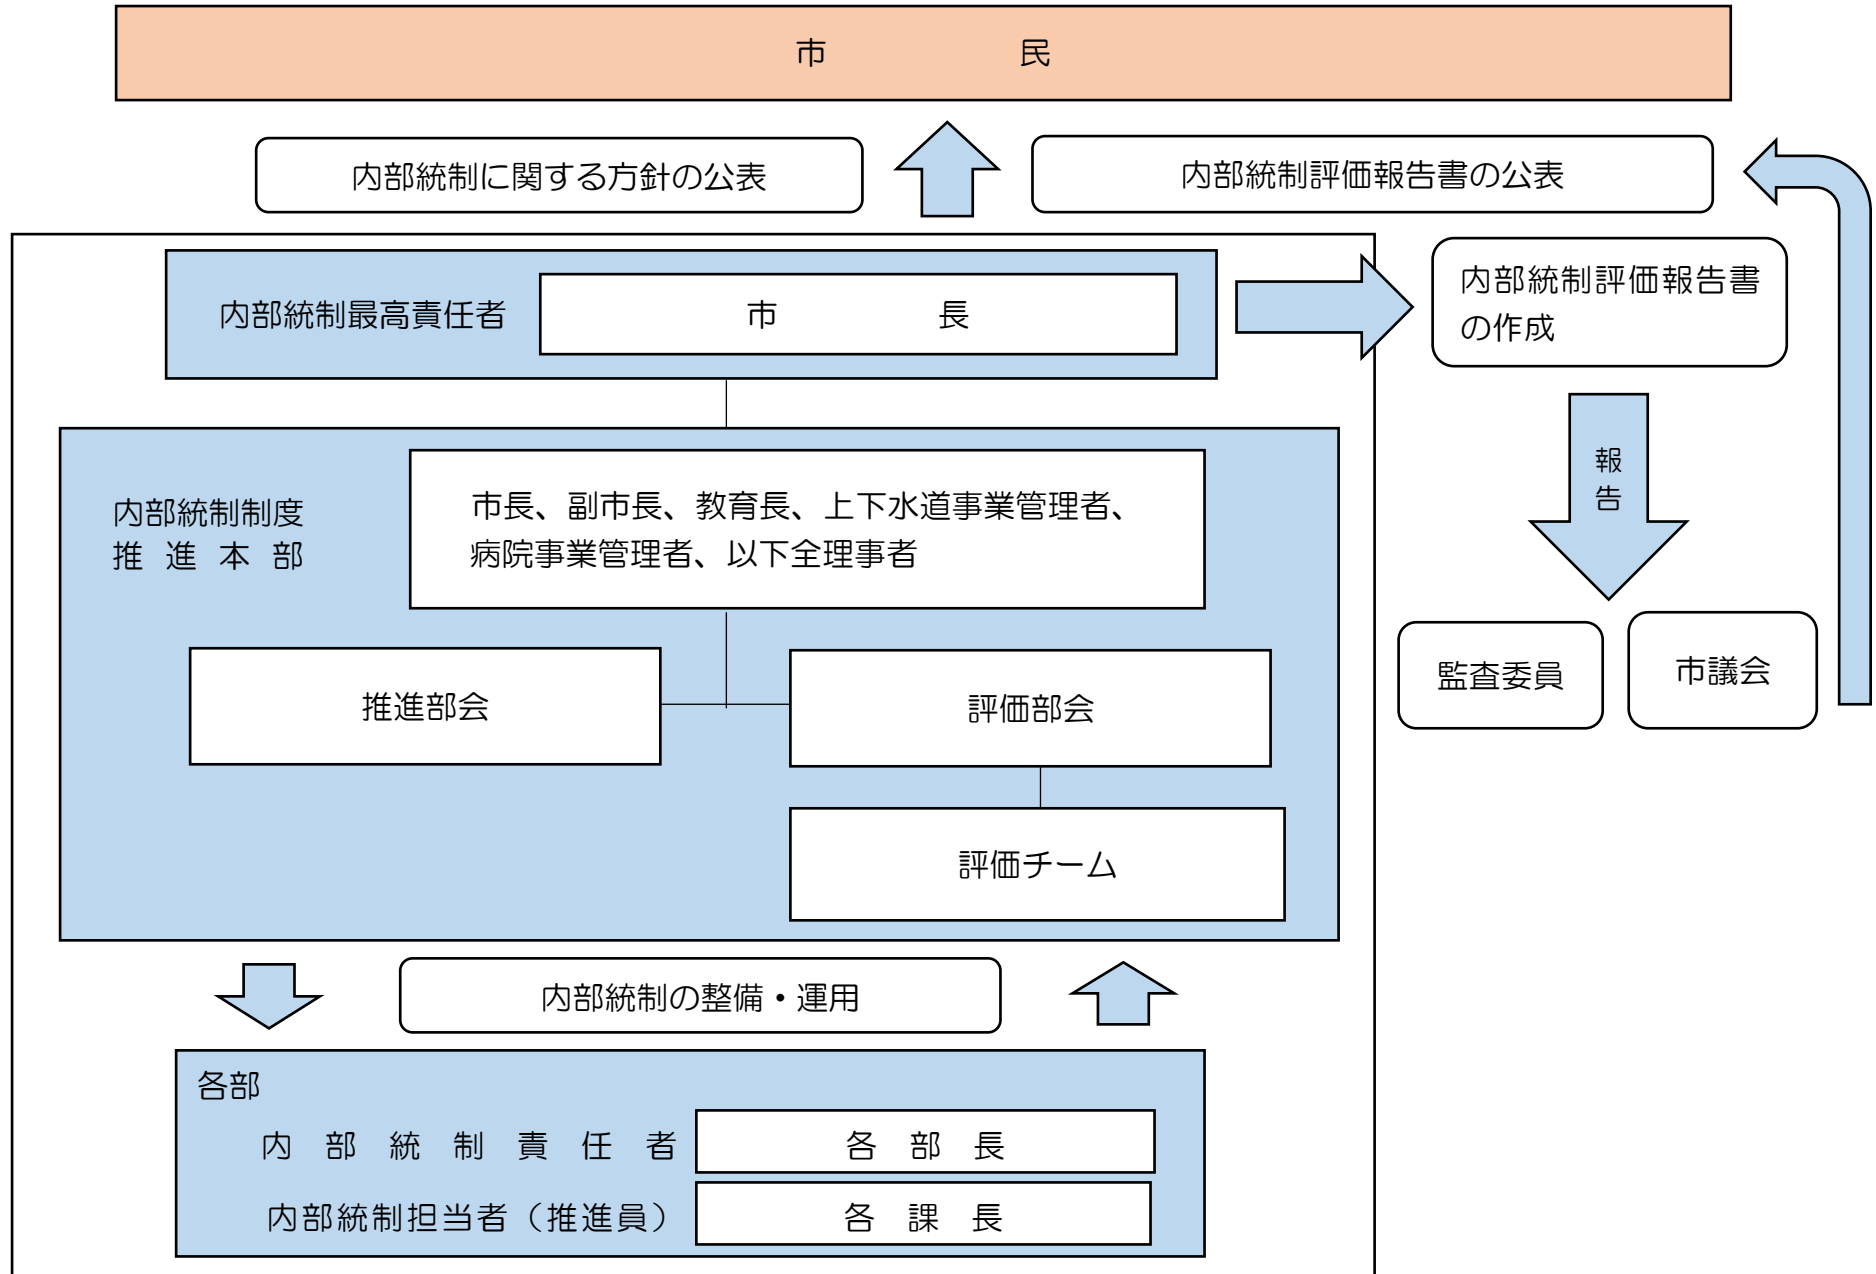 市　　　　　　民
内部統制に関する方針の公表
内部統制評価報告書の公表
内部統制最高責任者
市　　　　　長
内部統制評価報告書
の作成
報
告
内部統制制度
推 進 本 部
市長、副市長、教育長、上下水道事業管理者、
病院事業管理者、以下全理事者
推進部会
評価部会
評価チーム
監査委員
市議会
内部統制の整備・運用
各部
内　部　統　制　責　任　者
各　部　長
内部統制担当者（推進員）
各　課　長